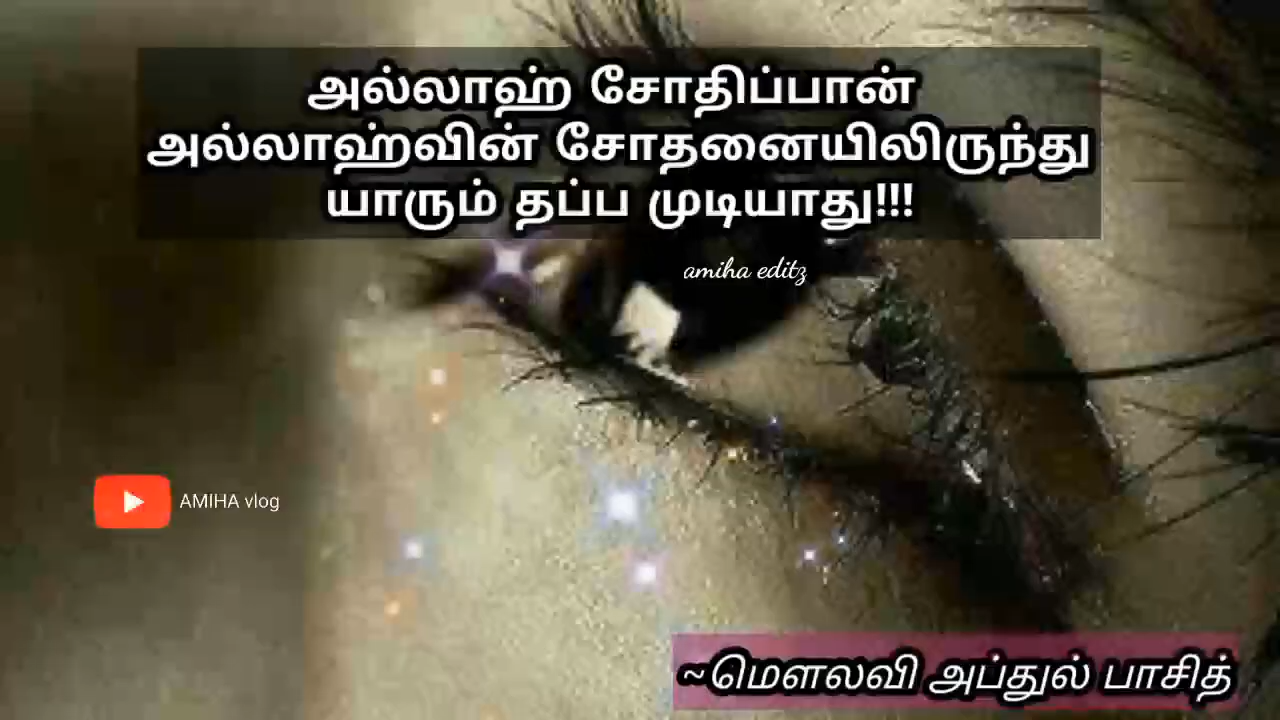 அல்லாஹ் சோதிப்பான்
அல்லாஹ்வின் சோதனையிலிருந்து
யாரும் தப்ப முடியாது!!!
amiha editz
AMIHA vlog
~மௌலவி அப்துல் பாசித்